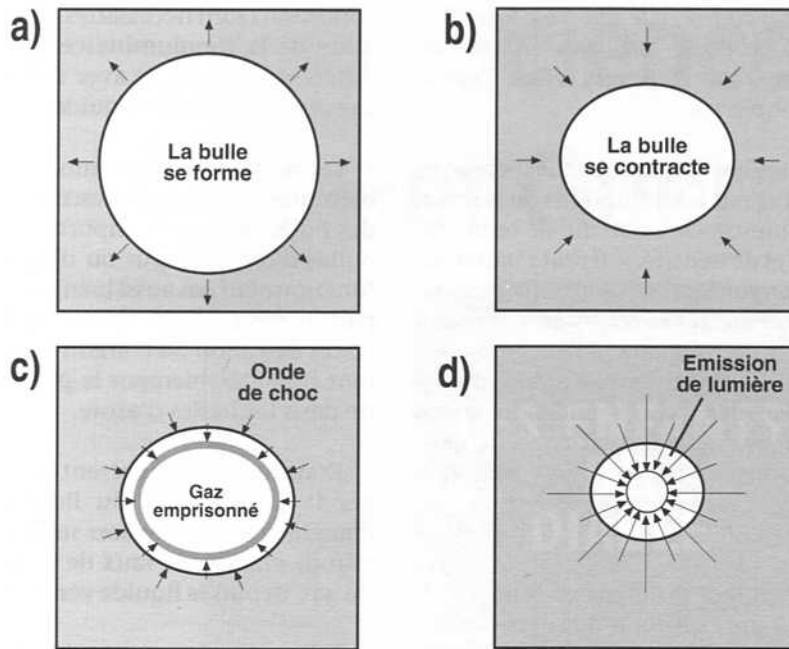 a)
La bulle
se forme
b)
La bulle
se contracte
c)
Onde
de choc
Gaz
emprisonné
d)
Emission
de lumière